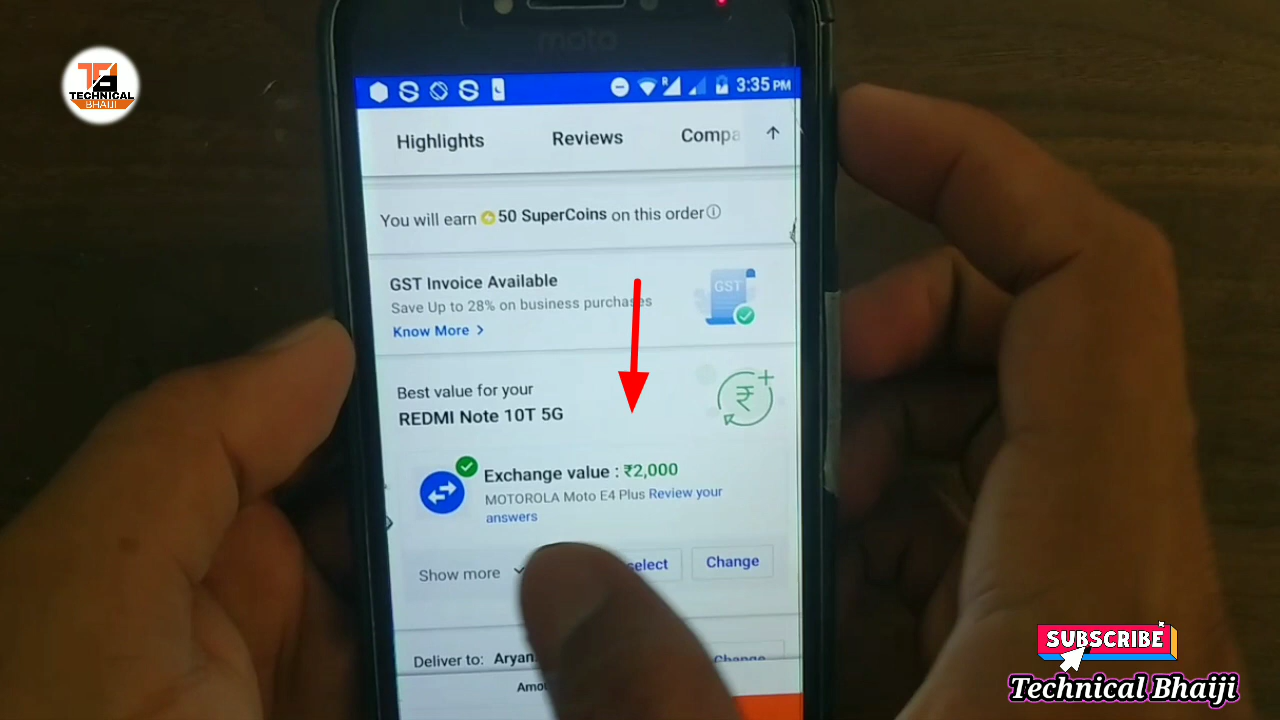 TECHNICAL
BHAIJI
moto
3:35 PM
Highlights
Reviews
You will earn 50 SuperCoins on this order
GST Invoice Available
Save Up to 28% on business purchases
GST
Know More
Best value for your
REDMI Note 10T 5G
Exchange value : ₹2,000
MOTOROLA Moto E4 Plus Review your
answers
Show more
Change
Deliver to: Aryan
Change
SUBSCRIBE
Technical Bhaiji